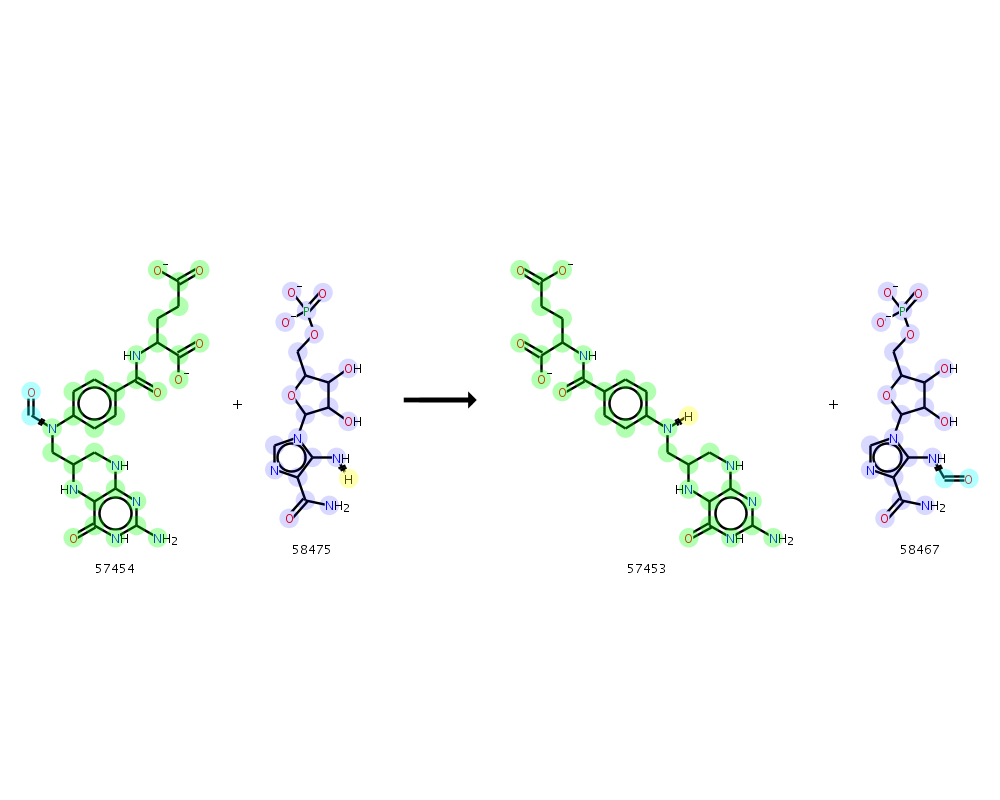 O⁻ O O O⁻
O⁻ O O⁻ O
P P
O⁻ O⁻
O O
O HN O NH
O⁻ O O⁻ O
OH OH
O O O O
OH H OH
N N N N
NH NH
N H N O
NH NH
HN HN
NH₂ NH₂
O N O N
O NH NH₂ O NH NH₂
+ +
58475 58467
57454 57453